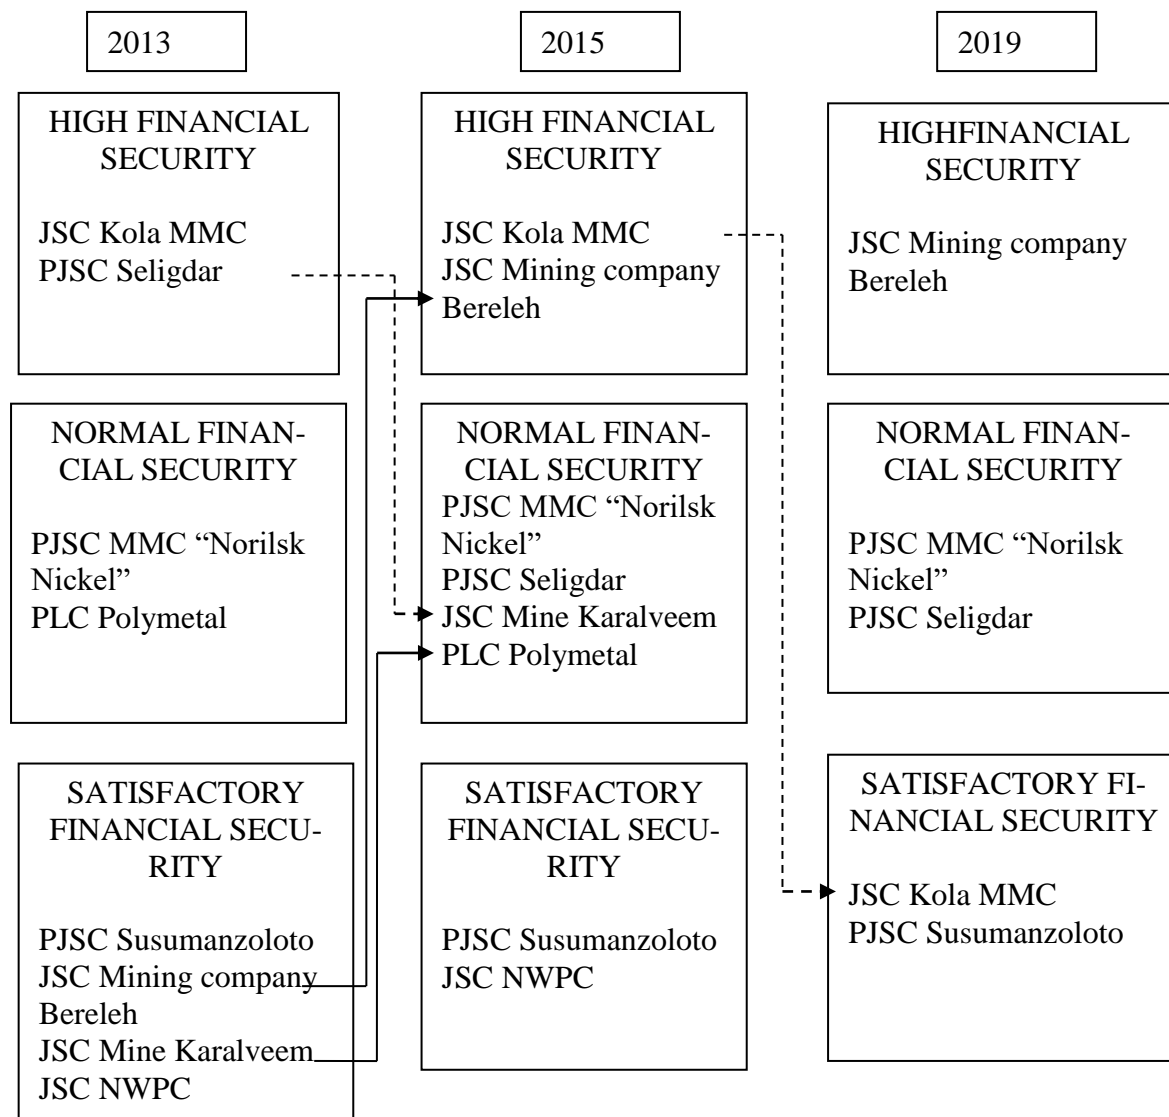 2013
2015
2019
HIGH FINANCIAL
SECURITY
JSC Kola MMC
PJSC Seligdar
HIGH FINANCIAL
SECURITY
JSC Kola MMC
JSC Mining company
Bereleh
HIGHFINANCIAL
SECURITY
JSC Mining company
Bereleh
NORMAL FINAN-
CIAL SECURITY
PJSC MMC “Norilsk
Nickel”
PLC Polymetal
NORMAL FINAN-
CIAL SECURITY
PJSC MMC “Norilsk
Nickel”
PJSC Seligdar
JSC Mine Karalveem
PLC Polymetal
NORMAL FINAN-
CIAL SECURITY
PJSC MMC “Norilsk
Nickel”
PJSC Seligdar
SATISFACTORY
FINANCIAL SECU-
RITY
PJSC Susumanzoloto
JSC Mining company
Bereleh
JSC Mine Karalveem
JSC NWPC
SATISFACTORY
FINANCIAL SECU-
RITY
PJSC Susumanzoloto
JSC NWPC
SATISFACTORY FI-
NANCIAL SECURITY
JSC Kola MMC
PJSC Susumanzoloto